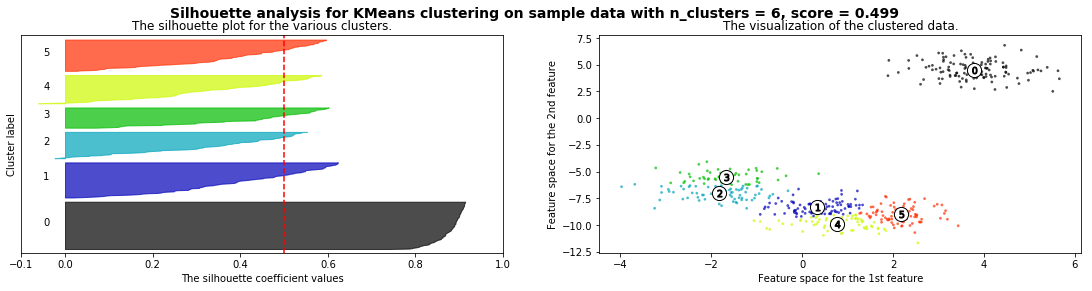 Silhouette analysis for KMeans clustering on sample data with n_clusters = 6, score = 0.499
The silhouette plot for the various clusters.
Cluster label
5
4
3
2
1
0
-0.1 0.0 0.2 0.4 0.6 0.8 1.0
The silhouette coefficient values
The visualization of the clustered data.
Feature space for the 2nd feature
7.5
5.0
2.5
0.0
−2.5
−5.0
−7.5
−10.0
−12.5
0
3
2
1
5
4
−4 −2 0 2 4 6
Feature space for the 1st feature